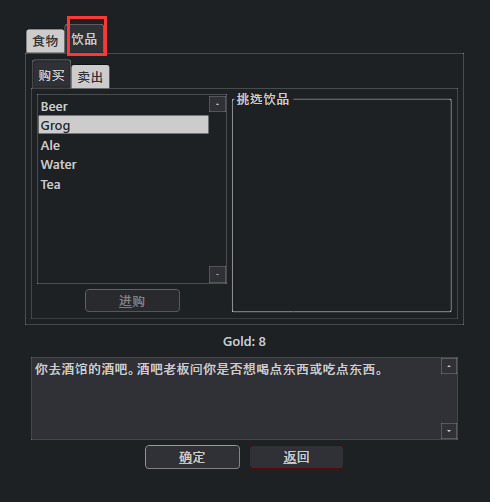 食物
饮品
购买
卖出
挑选饮品
Beer
Grog
Ale
Water
Tea
进购
Gold: 8
你去酒馆的酒吧。酒吧老板问你是否想喝点东西或吃点东西。
确定
返回